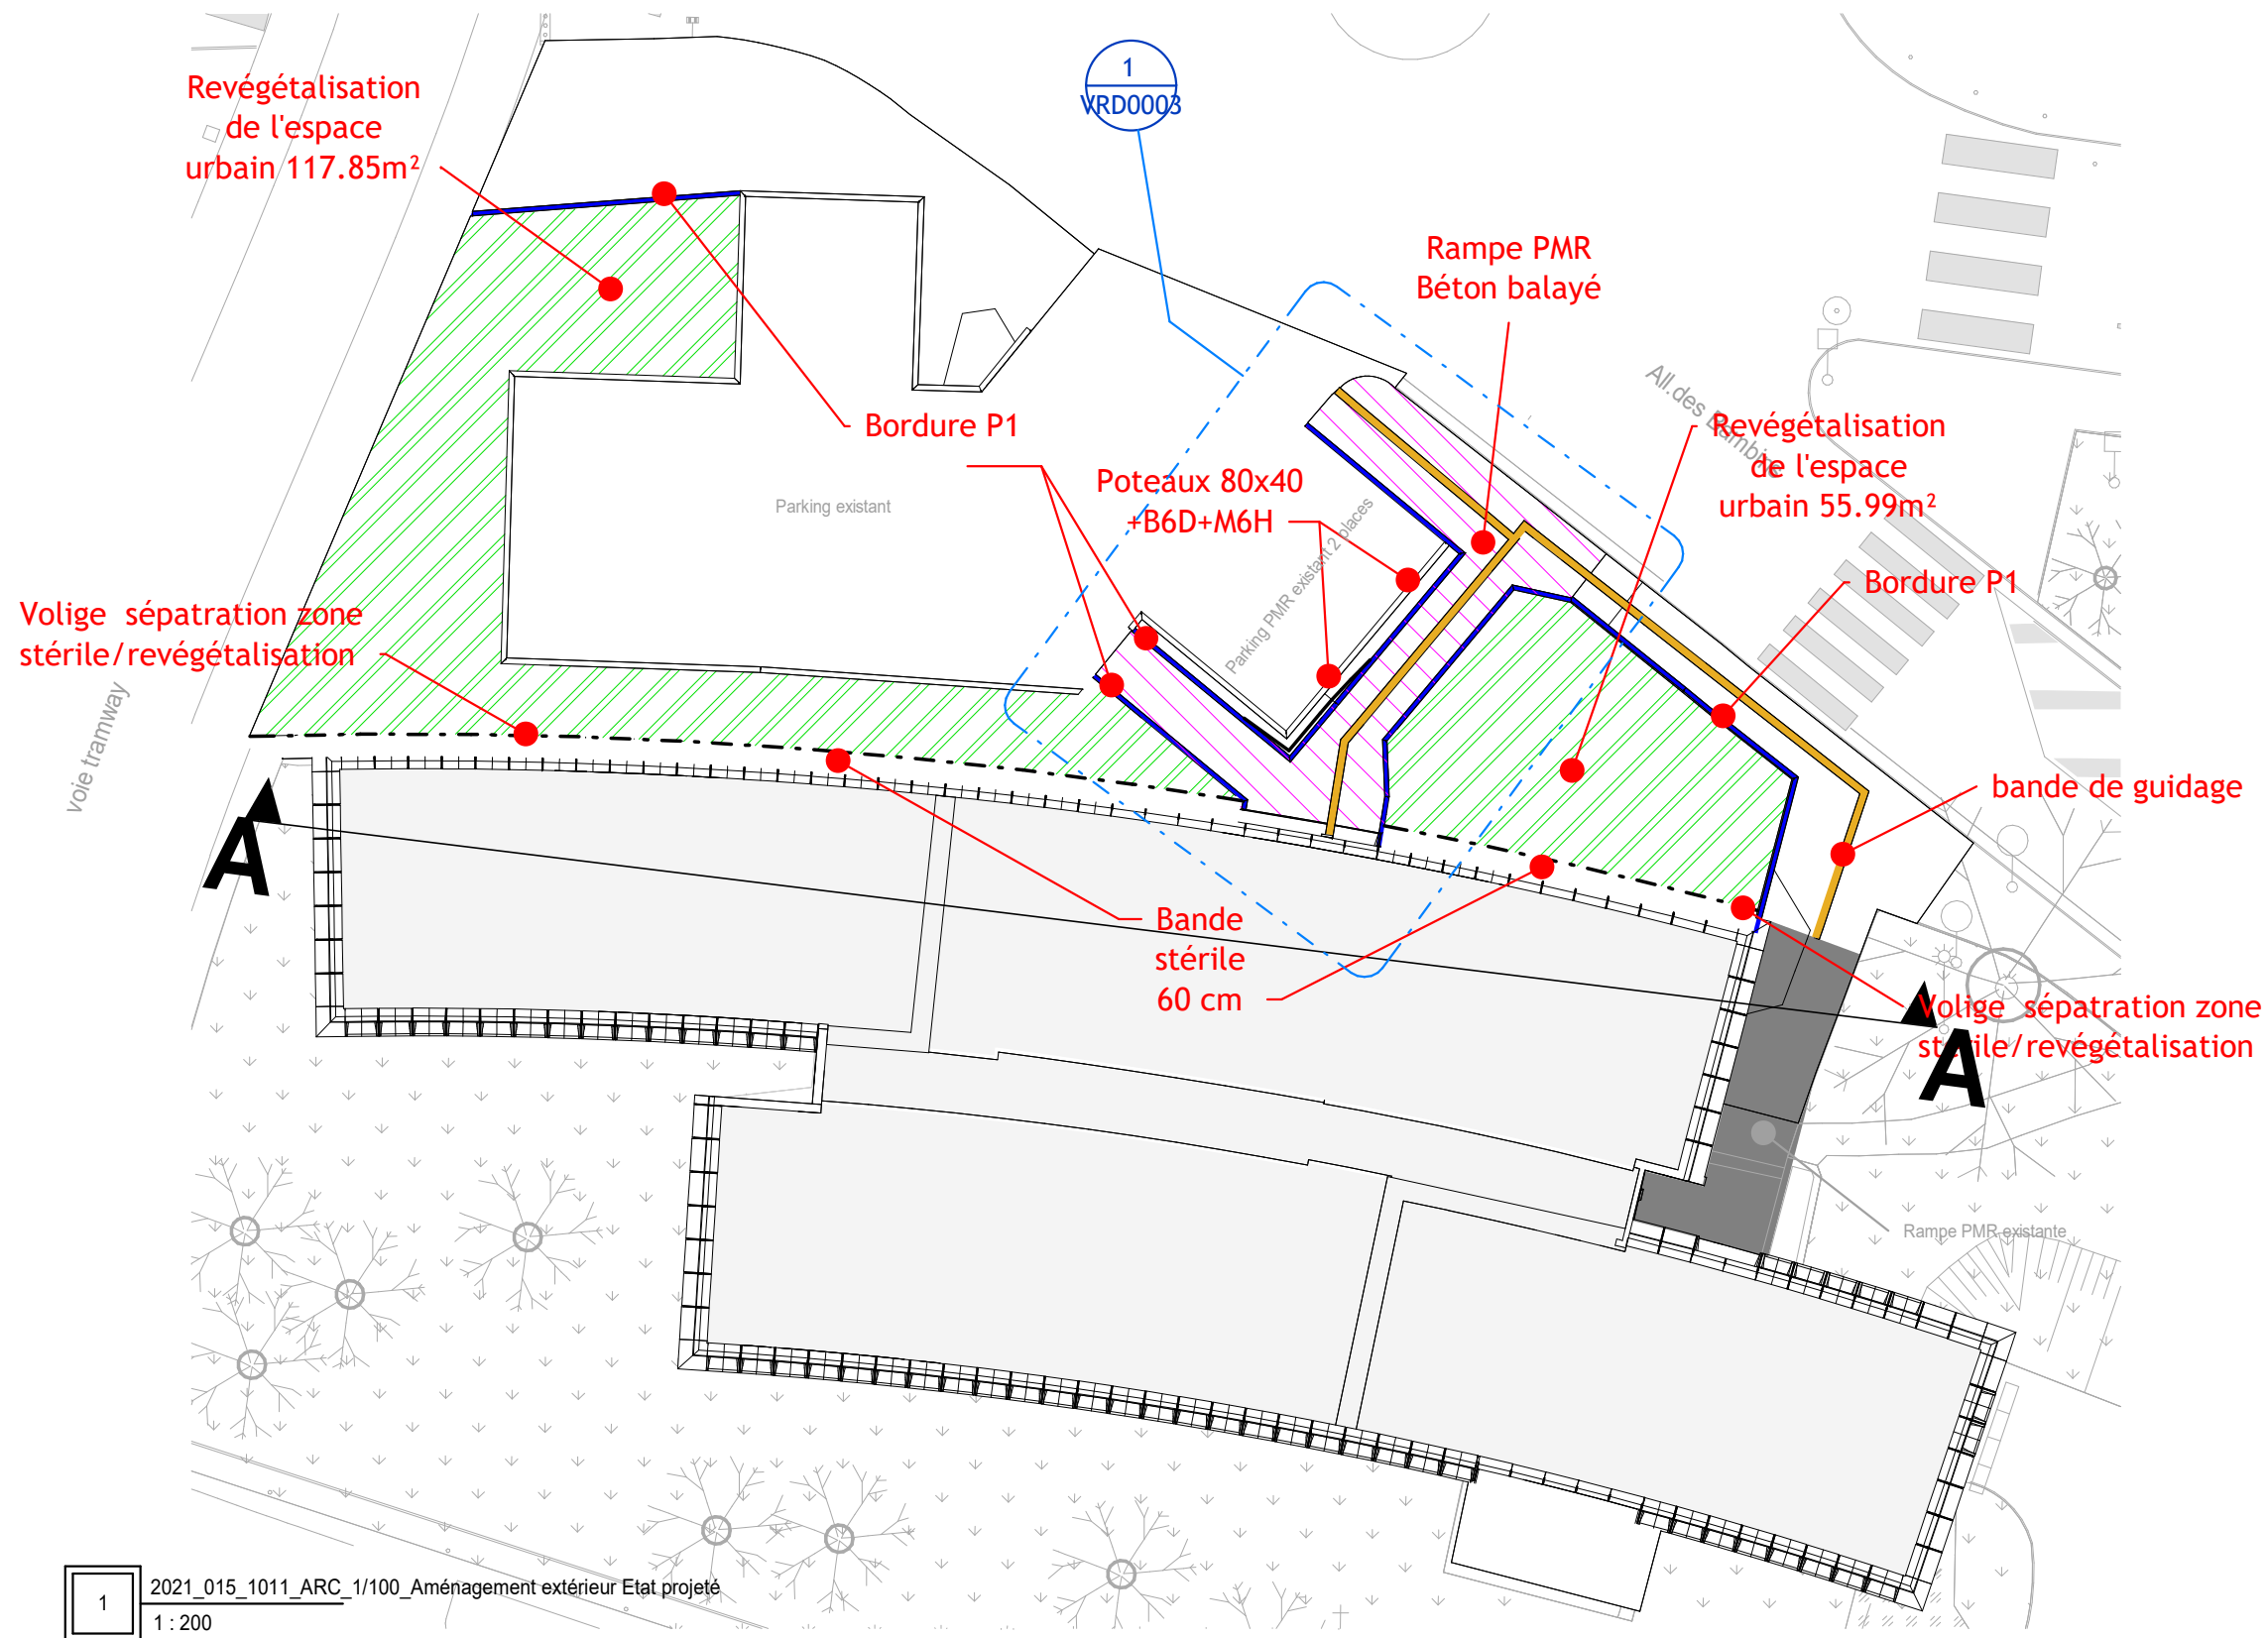 Revégétalisation
de l'espace
urbain 117.85m²
1
VRD0003
Rampe PMR
Béton balayé
All.des Bambins
Bordure P1
Revégétalisation
de l'espace
urbain 55.99m²
Poteaux 80x40
+B6D+M6H
Parking existant
Parking PMR existant 2 places
Bordure P1
Volige sépatration zone
stérile/revégétalisation
voie tramway
bande de guidage
A
Bande
stérile
60 cm
Volige sépatration zone
stérile/revégétalisation
A
Rampe PMR existante
1
2021_015_1011_ARC_1/100_Aménagement extérieur Etat projeté
1 : 200